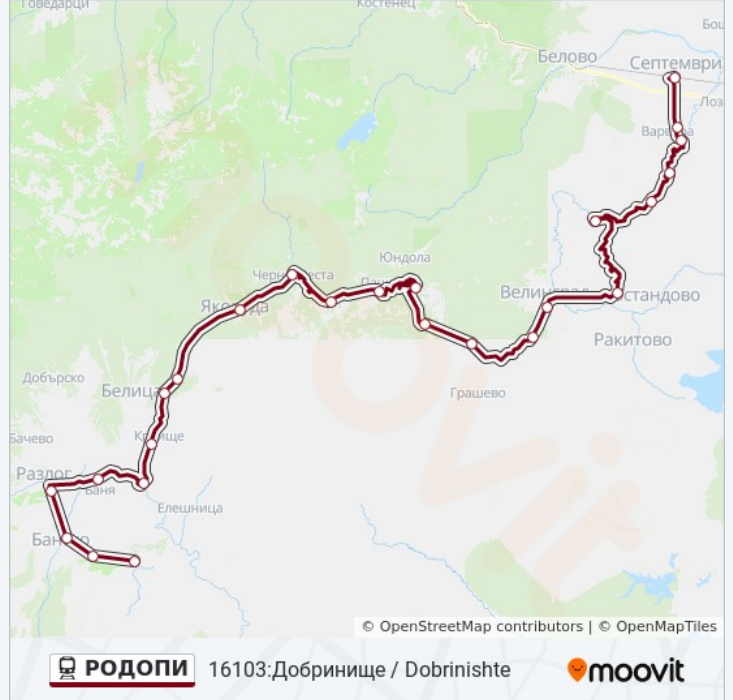 Говедарци
Костенец
Белово
Септември
Варвара
Юндола
Якоруда
Велинград
Костандово
Ракитово
Добърско
Белица
Грашево
Бачево
Разлог
Баня
Елешница
Банско
© OpenStreetMap contributors | © OpenMapTiles
РОДОПИ 16103:Добринище / Dobrinishte moovit